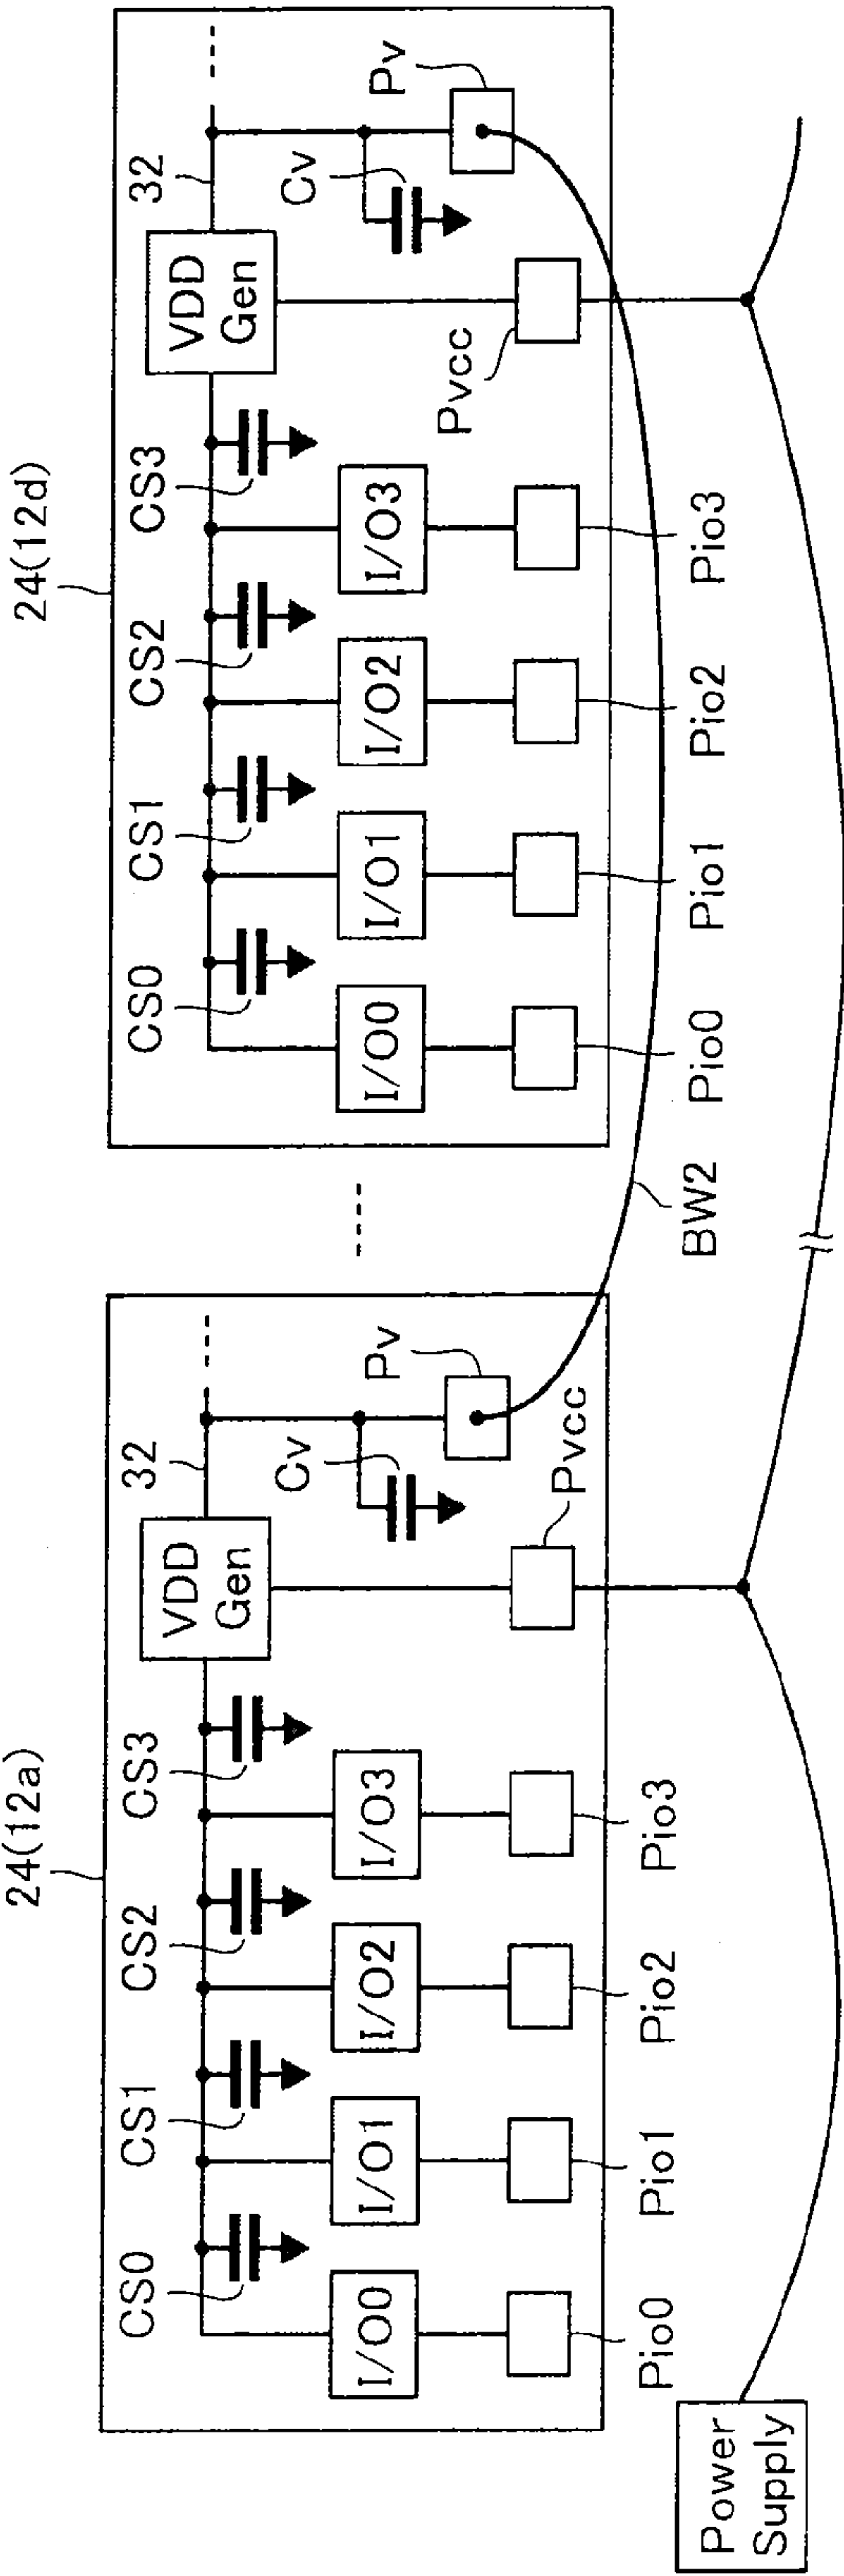 24(12a)
24(12d)
CS0
CS1
CS2
CS3
32
CS0
CS1
CS2
CS3
32
VDD
Gen
VDD
Gen
Cv
Pv
Cv
Pv
I/O0
I/O1
I/O2
I/O3
I/O0
I/O1
I/O2
I/O3
Pvcc
Pvcc
Pio0
Pio1
Pio2
Pio3
BW2
Pio0
Pio1
Pio2
Pio3
Power
Supply